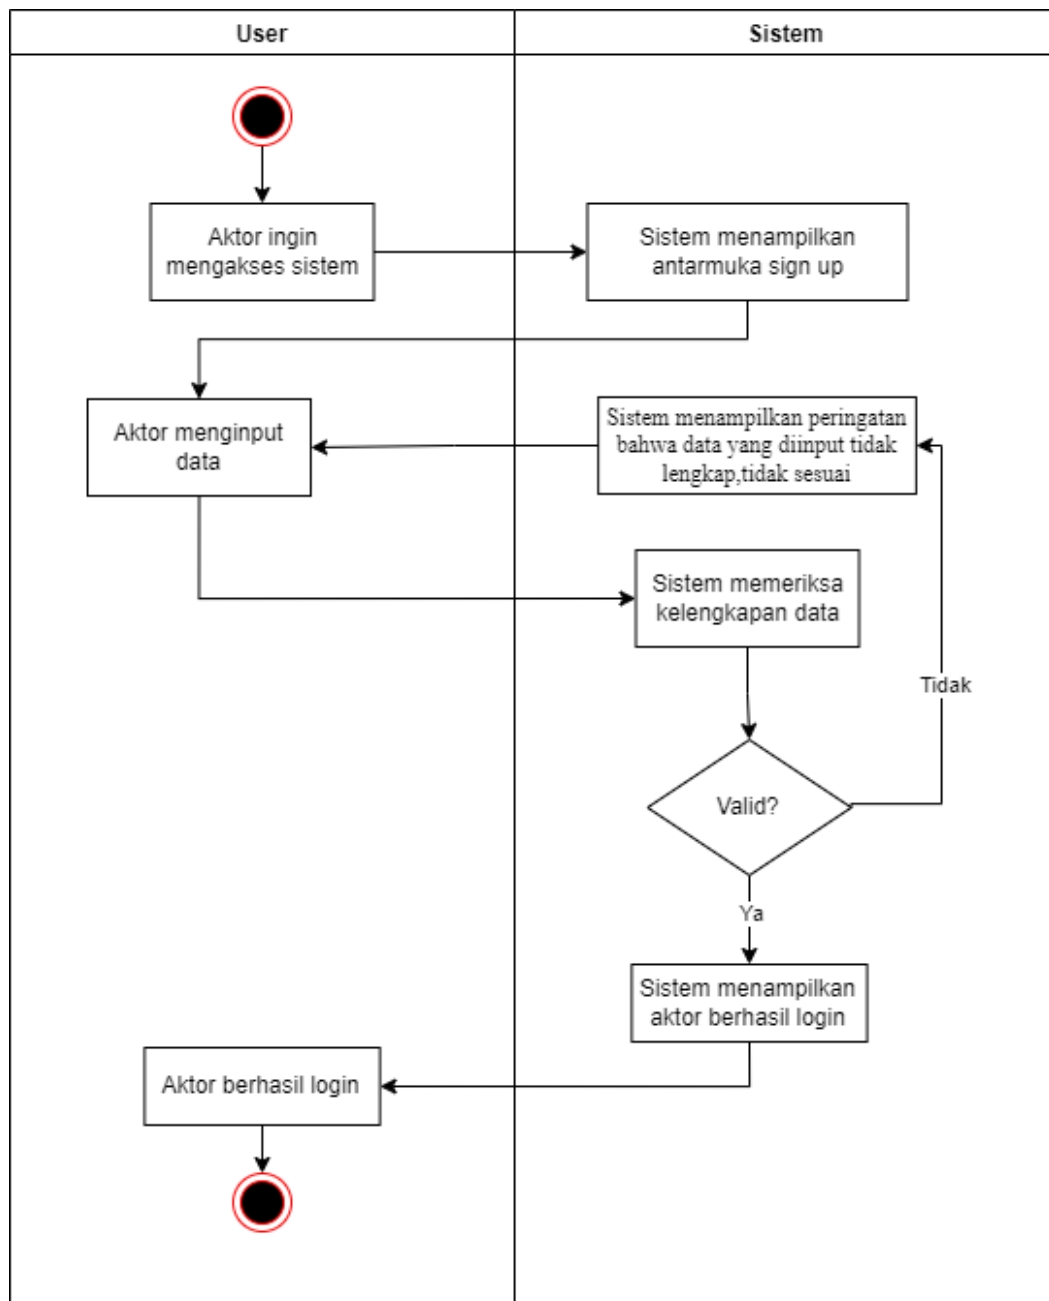 User
Sistem
Aktor ingin
mengakses sistem
Sistem menampilkan
antarmuka sign up
Aktor menginput
data
Sistem menampilkan peringatan
bahwa data yang diinput tidak
lengkap,tidak sesuai
Sistem memeriksa
kelengkapan data
Tidak
Valid?
Ya
Sistem menampilkan
aktor berhasil login
Aktor berhasil login